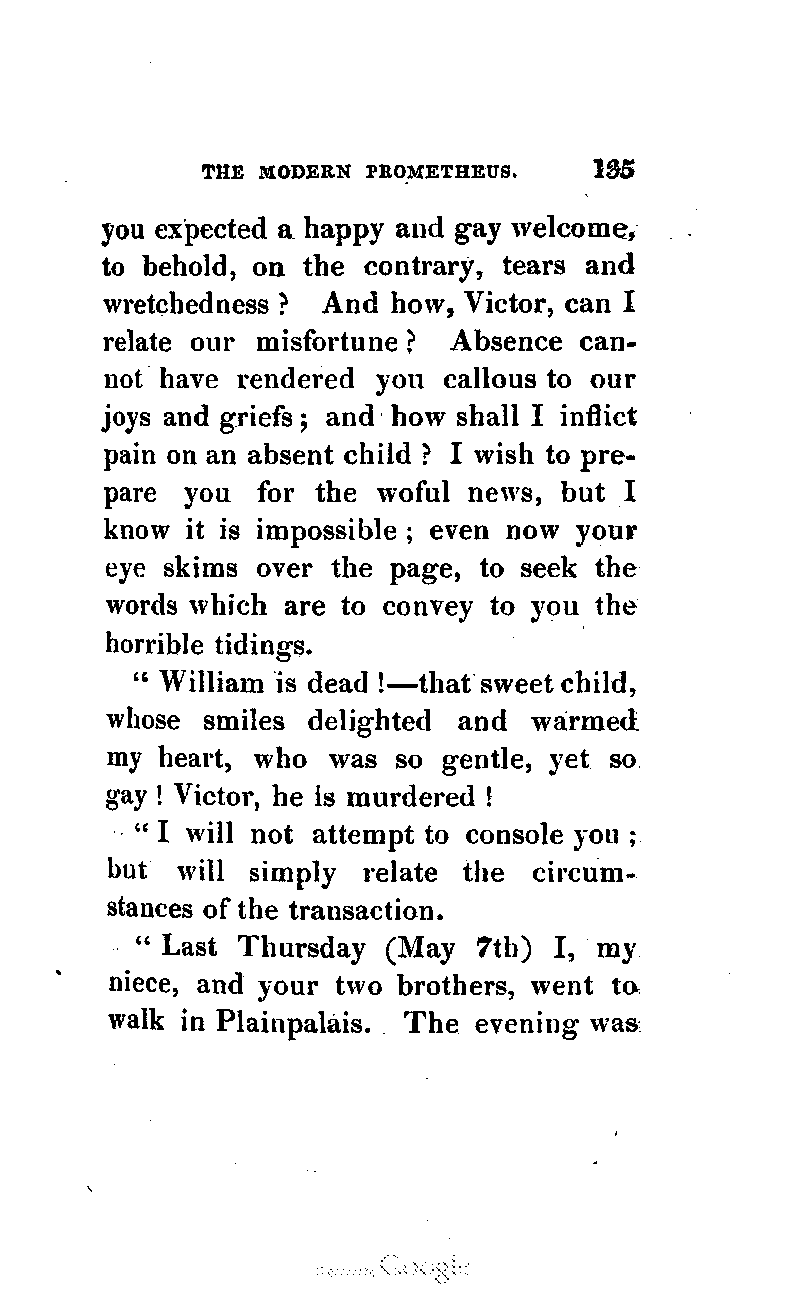 THE MODERN PROMETHEUS. 135
you expected a happy and gay welcome,
to behold, on the contrary, tears and
wretchedness ? And how, Victor, can I
relate our misfortune ? Absence can-
not have rendered you callous to our
joys and griefs ; and how shall I inflict
pain on an absent child ? I wish to pre-
pare you for the woful news, but I
know it is impossible ; even now your
eye skims over the page, to seek the
words which are to convey to you the
horrible tidings.
“ William is dead !—that sweet child,
whose smiles delighted and warmed
my heart, who was so gentle, yet so
gay ! Victor, he is murdered !
“ I will not attempt to console you ;
but will simply relate the circum-
stances of the transaction.
“ Last Thursday (May 7th) I, my
niece, and your two brothers, went to
walk in Plainpalais. The evening was
Google